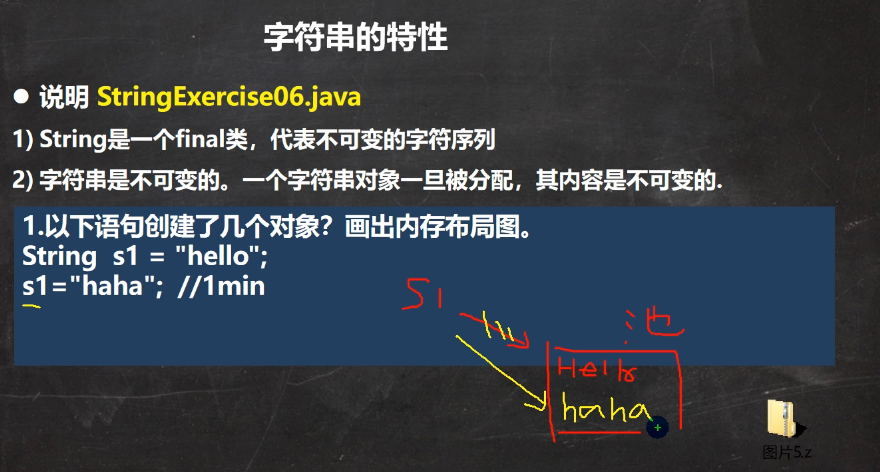 字符串的特性
● 说明 StringExercise06.java
1) String是一个final类，代表不可变的字符序列
2) 字符串是不可变的。一个字符串对象一旦被分配，其内容是不可变的.
1.以下语句创建了几个对象？画出内存布局图。
String s1 = "hello";
s1="haha"; //1min
S1
池
Hello
haha
图片5.z